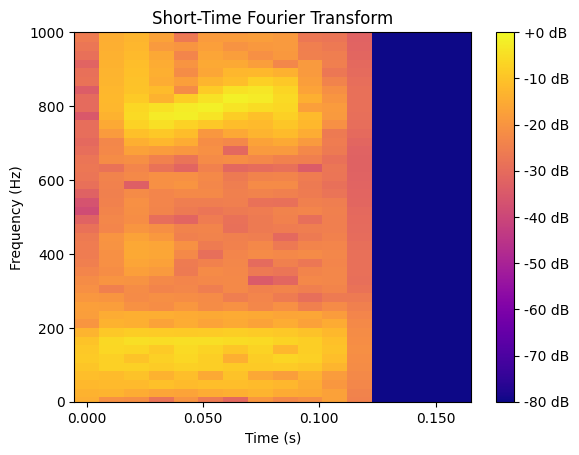 Short-Time Fourier Transform
1000
800
600
400
200
0
Frequency (Hz)
0.000
0.050
0.100
0.150
Time (s)
+0 dB
-10 dB
-20 dB
-30 dB
-40 dB
-50 dB
-60 dB
-70 dB
-80 dB